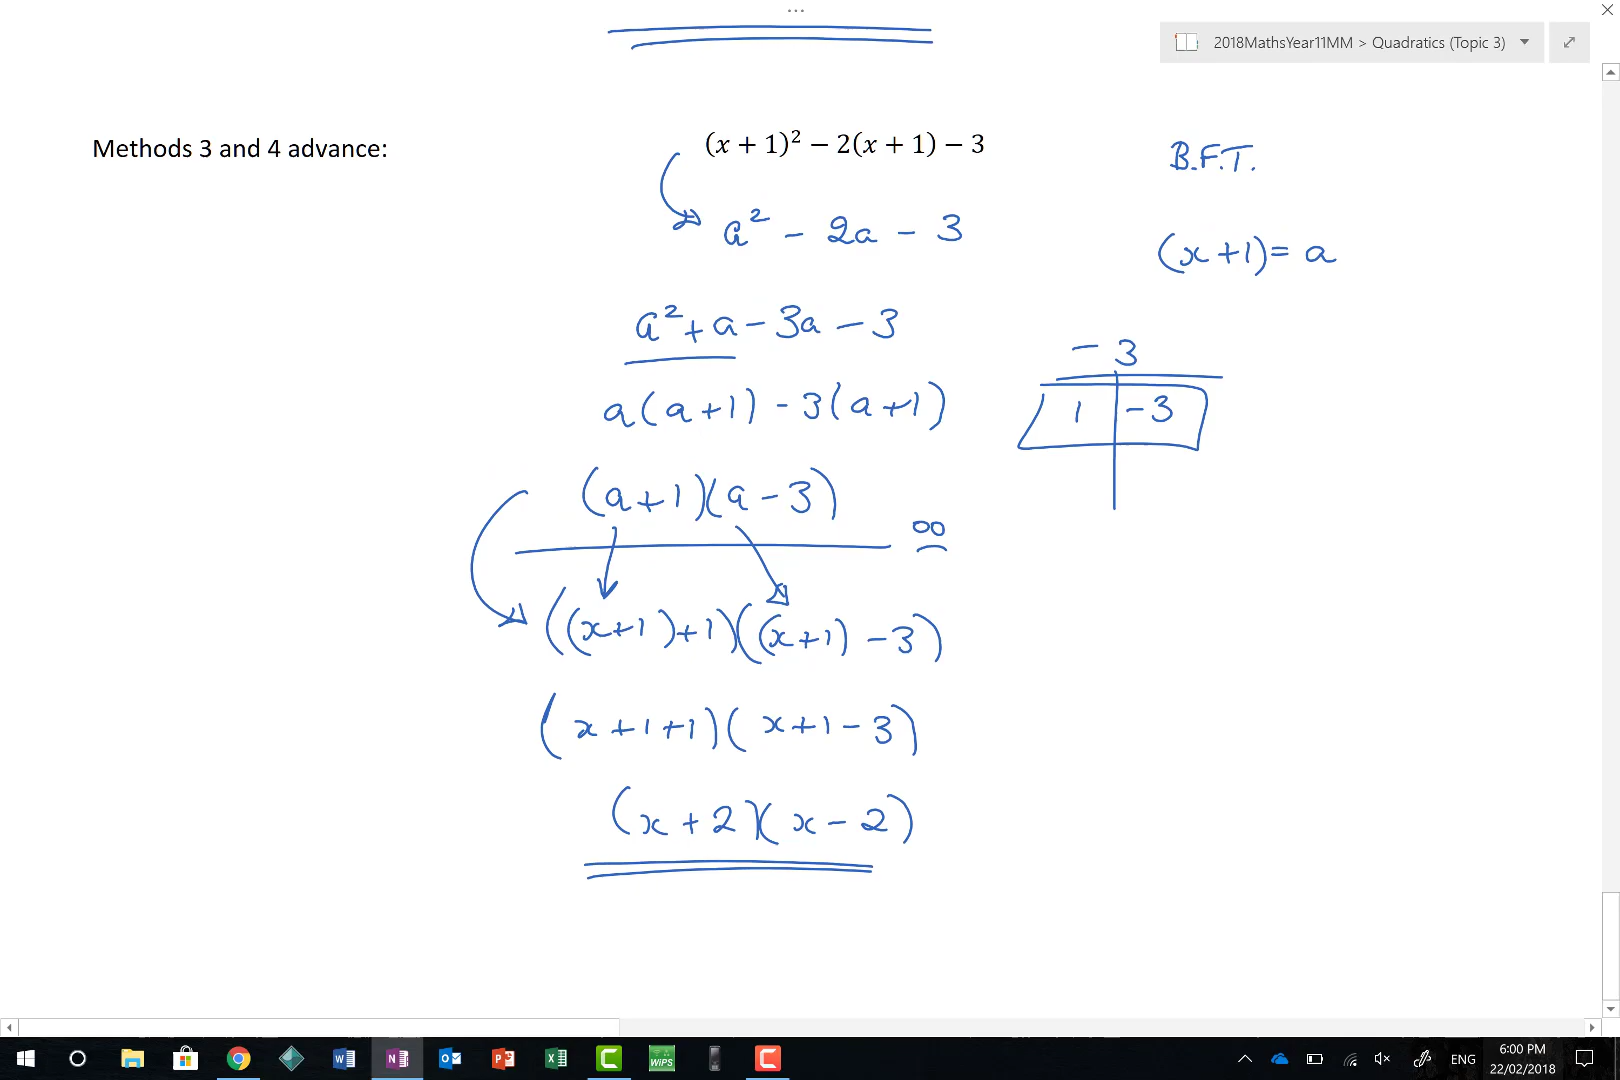 2018MathsYear11MM > Quadratics (Topic 3)
Methods 3 and 4 advance:
(x + 1)² − 2(x + 1) − 3
B.F.T.
a² − 2a − 3
(x + 1) = a
a² + a − 3a − 3
− 3
a(a+1) − 3(a+1)
1 | −3
(a+1)(a−3)
((x+1)+1)((x+1)−3)
(x+1+1)(x+1−3)
(x+2)(x−2)
WiPS
ENG
6:00 PM
22/02/2018